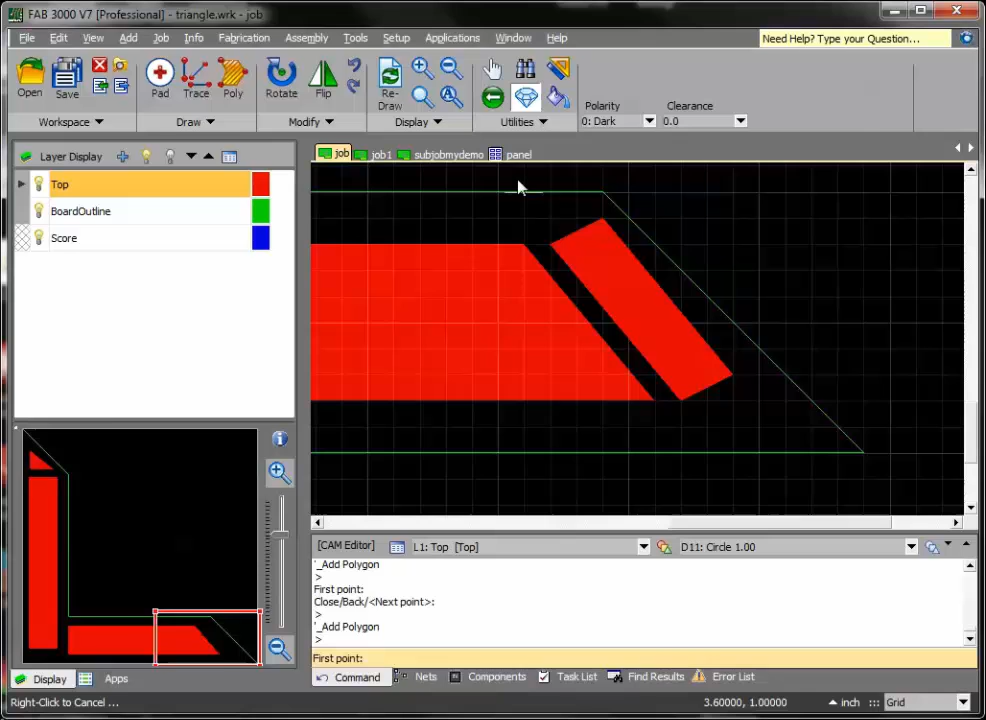 FAB 3000 V7 [Professional] - triangle.wrk - job
File Edit View Add Job Info Fabrication Assembly Tools Setup Applications Window Help
Need Help? Type your Question...
Open Save Pad Trace Poly Rotate Flip Re-Draw
Polarity Clearance
0: Dark 0.0
Workspace Draw Modify Display Utilities
Layer Display
job job1 subjobmydemo panel
Top
BoardOutline
Score
[CAM Editor] L1: Top [Top] D11: Circle 1.00
'_Add Polygon
>
First point:
Close/Back/<Next point>:
>
'_Add Polygon
>
First point:
Display Apps
Command Nets Components Task List Find Results Error List
Right-Click to Cancel ... 3.60000, 1.00000 inch Grid